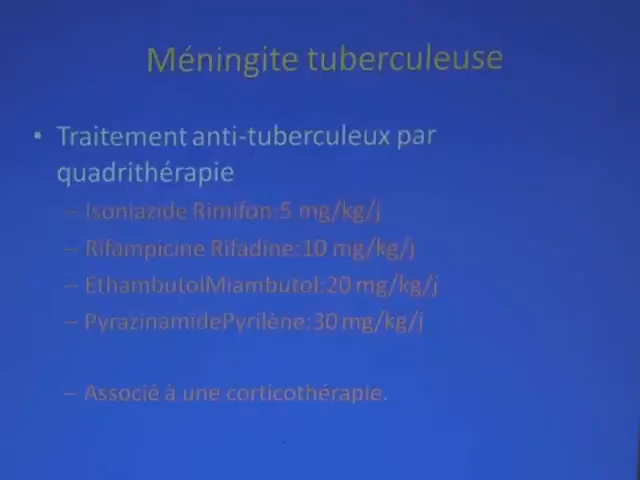 Méningite tuberculeuse
• Traitement anti-tuberculeux par
quadrithérapie
– Isoniazide Rimifon:5 mg/kg/j
– Rifampicine Rifadine:10 mg/kg/j
– EthambutolMiambutol:20 mg/kg/j
– PyrazinamidePyrilène:30 mg/kg/j
– Associé à une corticothérapie.